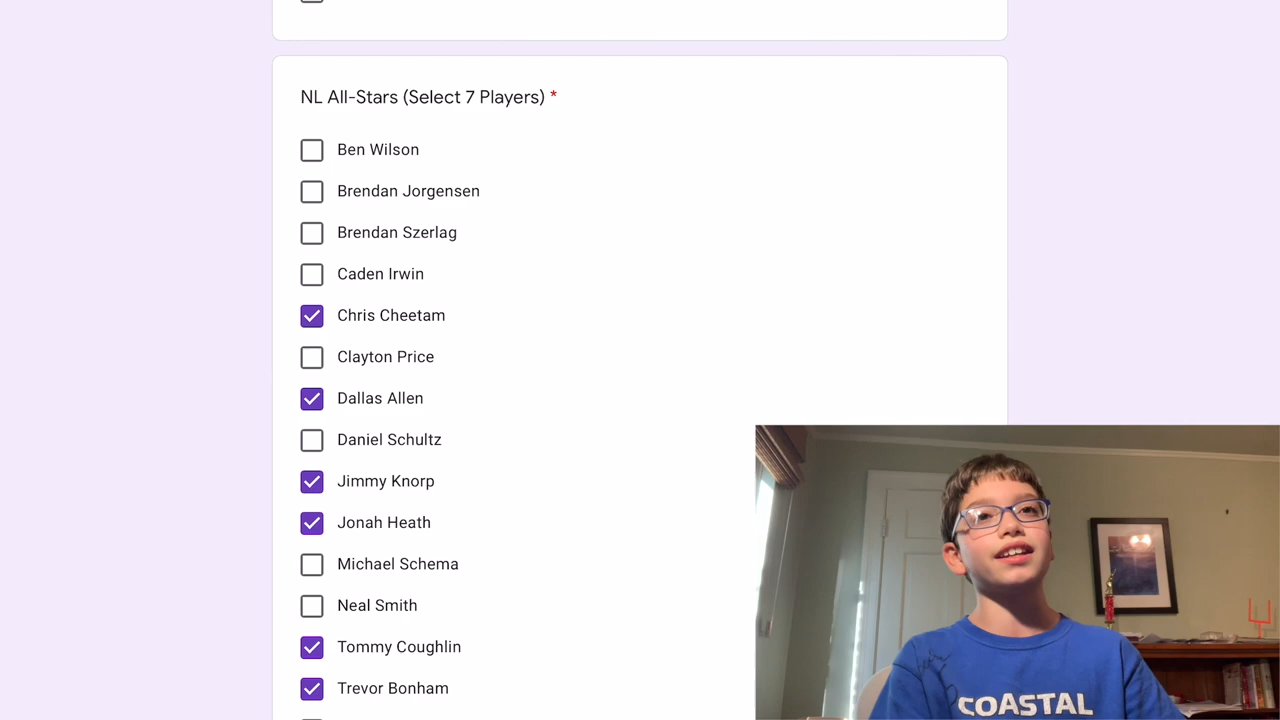 NL All-Stars (Select 7 Players) *
Ben Wilson
Brendan Jorgensen
Brendan Szerlag
Caden Irwin
Chris Cheetam
Clayton Price
Dallas Allen
Daniel Schultz
Jimmy Knorp
Jonah Heath
Michael Schema
Neal Smith
Tommy Coughlin
Trevor Bonham
COASTAL